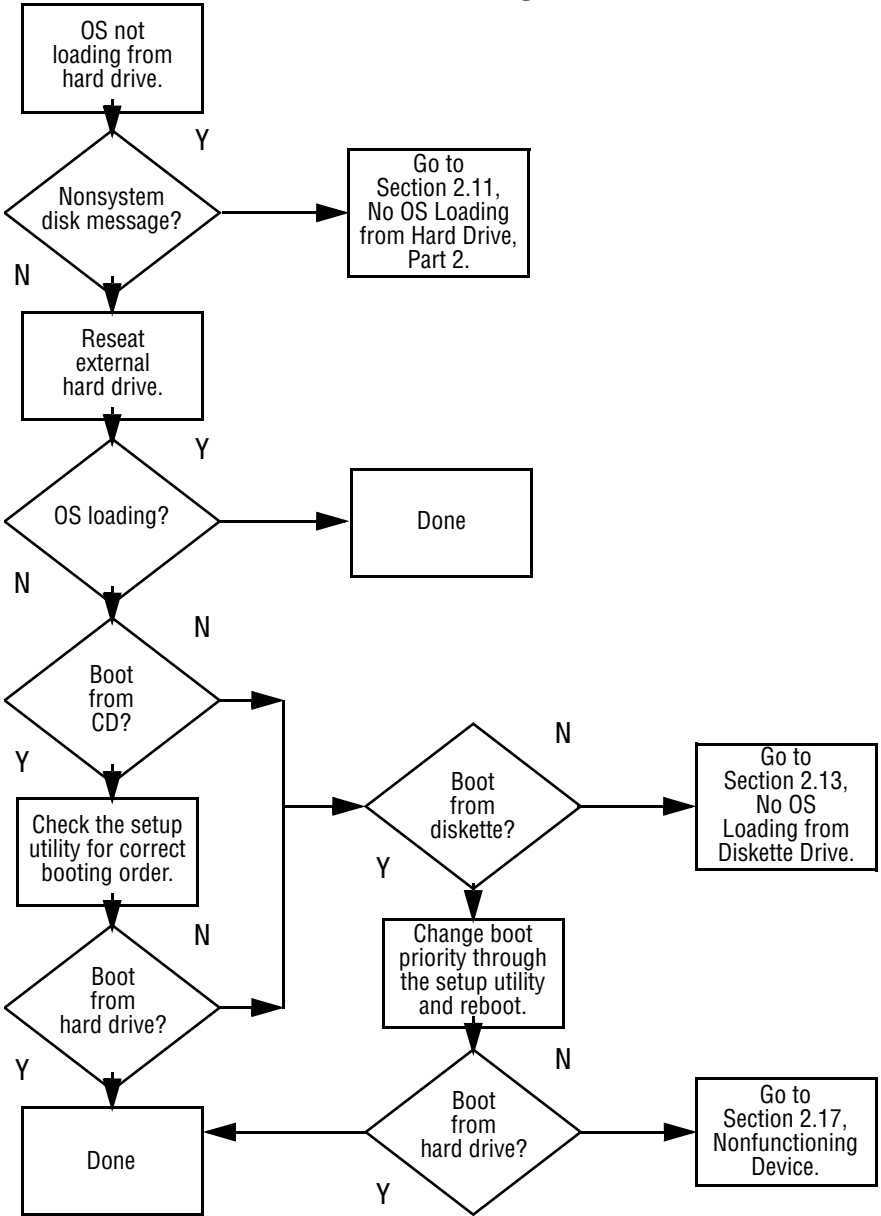 OS not
loading from
hard drive.
Y
Nonsystem
disk message?
Go to
Section 2.11,
No OS Loading
from Hard Drive,
Part 2.
N
Reseat
external
hard drive.
Y
OS loading?
Done
N
N
Boot
from
CD?
Y
Check the setup
utility for correct
booting order.
N
Boot
from
hard drive?
Y
Done
N
Boot
from
diskette?
Go to
Section 2.13,
No OS
Loading from
Diskette Drive.
Y
Change boot
priority through
the setup utility
and reboot.
N
Boot
from
hard drive?
Go to
Section 2.17,
Nonfunctioning
Device.
Y